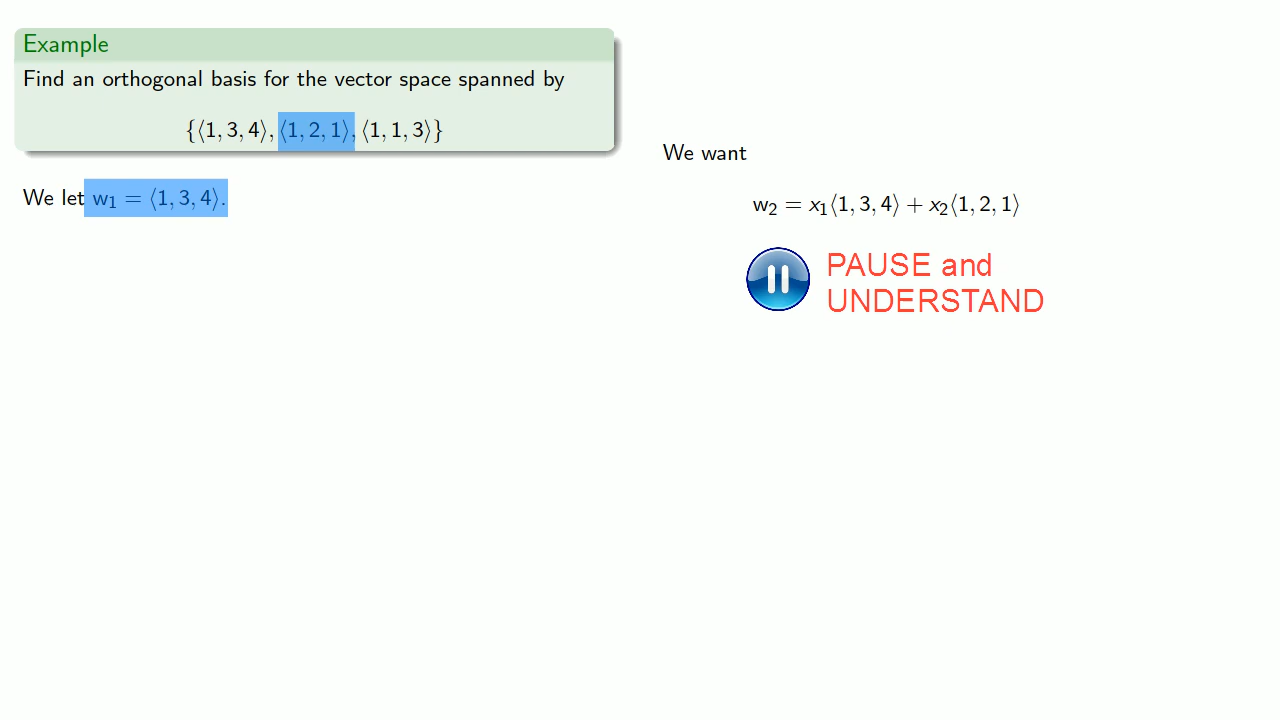 Example
Find an orthogonal basis for the vector space spanned by
{⟨1, 3, 4⟩, ⟨1, 2, 1⟩, ⟨1, 1, 3⟩}
We let w₁ = ⟨1, 3, 4⟩.
We want
w₂ = x₁⟨1, 3, 4⟩ + x₂⟨1, 2, 1⟩
PAUSE and
UNDERSTAND